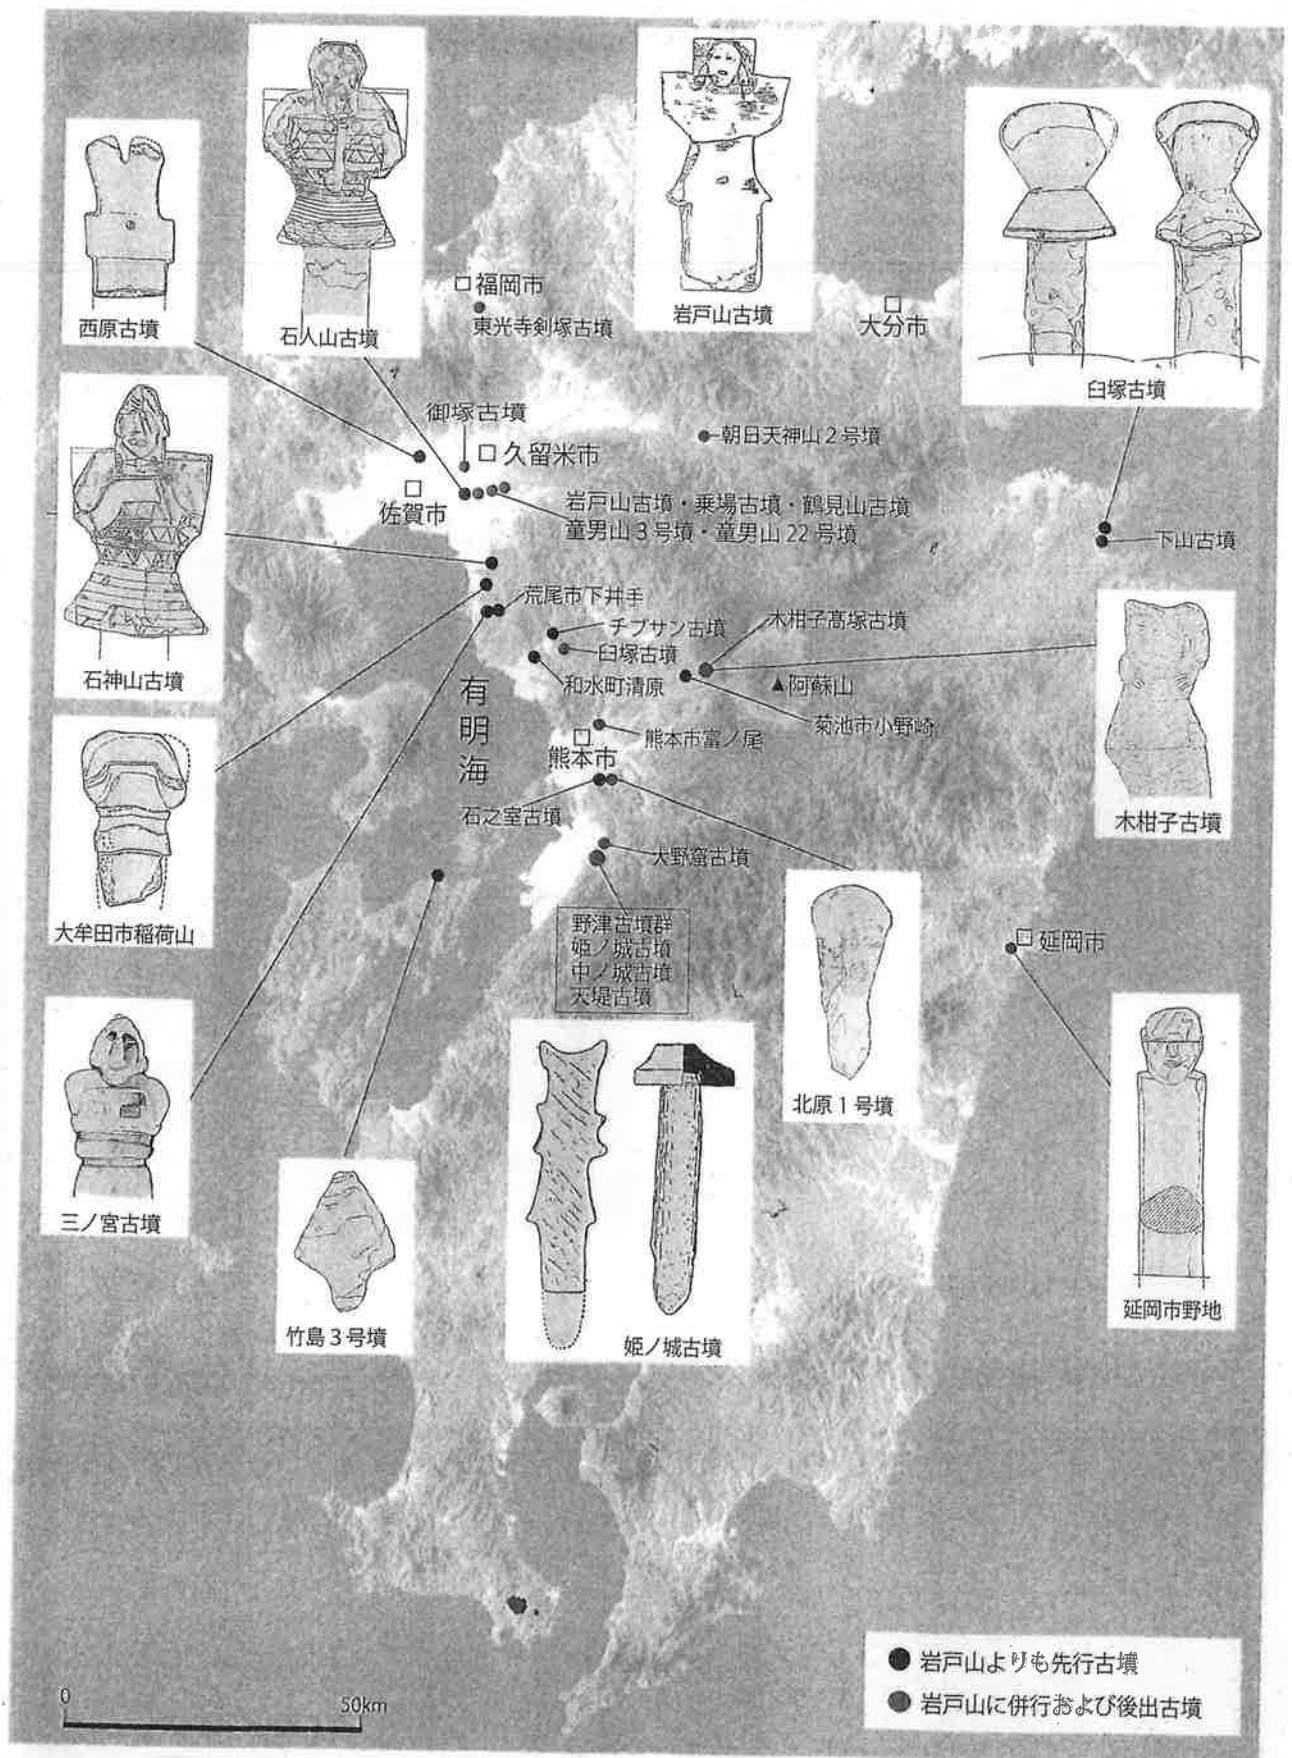 西原古墳
石人山古墳
岩戸山古墳
臼塚古墳
福岡市
東光寺剣塚古墳
大分市
御塚古墳
久留米市
朝日天神山2号墳
佐賀市
岩戸山古墳・乗場古墳・鶴見山古墳
童男山3号墳・童男山22号墳
下山古墳
石神山古墳
荒尾市下井手
チブサン古墳
臼塚古墳
和水町清原
木柑子髙塚古墳
阿蘇山
菊池市小野崎
有明海
熊本市富ノ尾
熊本市
石之室古墳
木柑子古墳
大牟田市稲荷山
大野窟古墳
野津古墳群
姫ノ城古墳
中ノ城古墳
天堤古墳
延岡市
北原1号墳
三ノ宮古墳
竹島3号墳
姫ノ城古墳
延岡市野地
岩戸山よりも先行古墳
岩戸山に併行および後出古墳
0
50km